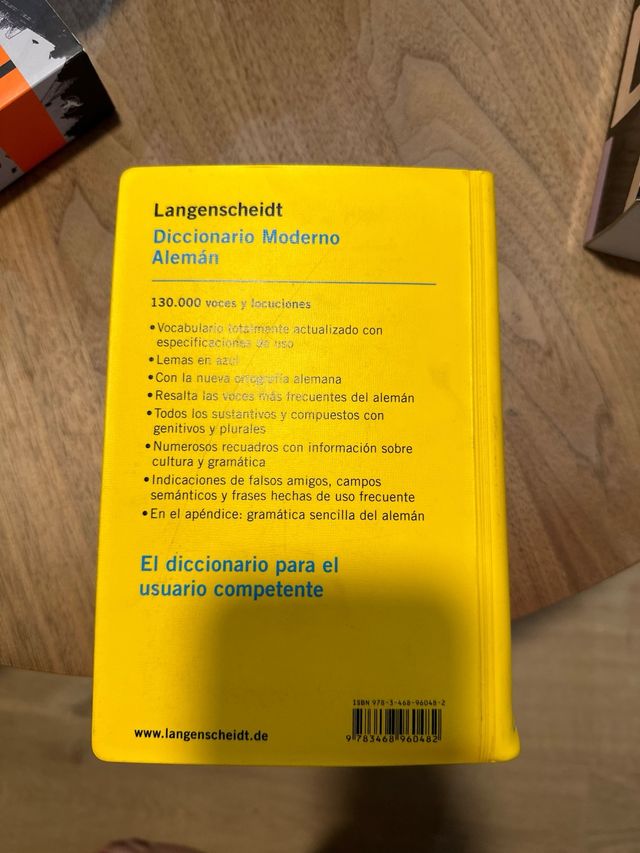 Langenscheidt
Diccionario Moderno
Alemán
130.000 voces y locuciones
• Vocabulario totalmente actualizado con
especificaciones de uso
• Lemas en azul
• Con la nueva ortografía alemana
• Resalta las voces más frecuentes del alemán
• Todos los sustantivos y compuestos con
genitivos y plurales
• Numerosos recuadros con información sobre
cultura y gramática
• Indicaciones de falsos amigos, campos
semánticos y frases hechas de uso frecuente
• En el apéndice: gramática sencilla del alemán
El diccionario para el
usuario competente
ISBN 978-3-468-96048-2
www.langenscheidt.de
9 783468 960482